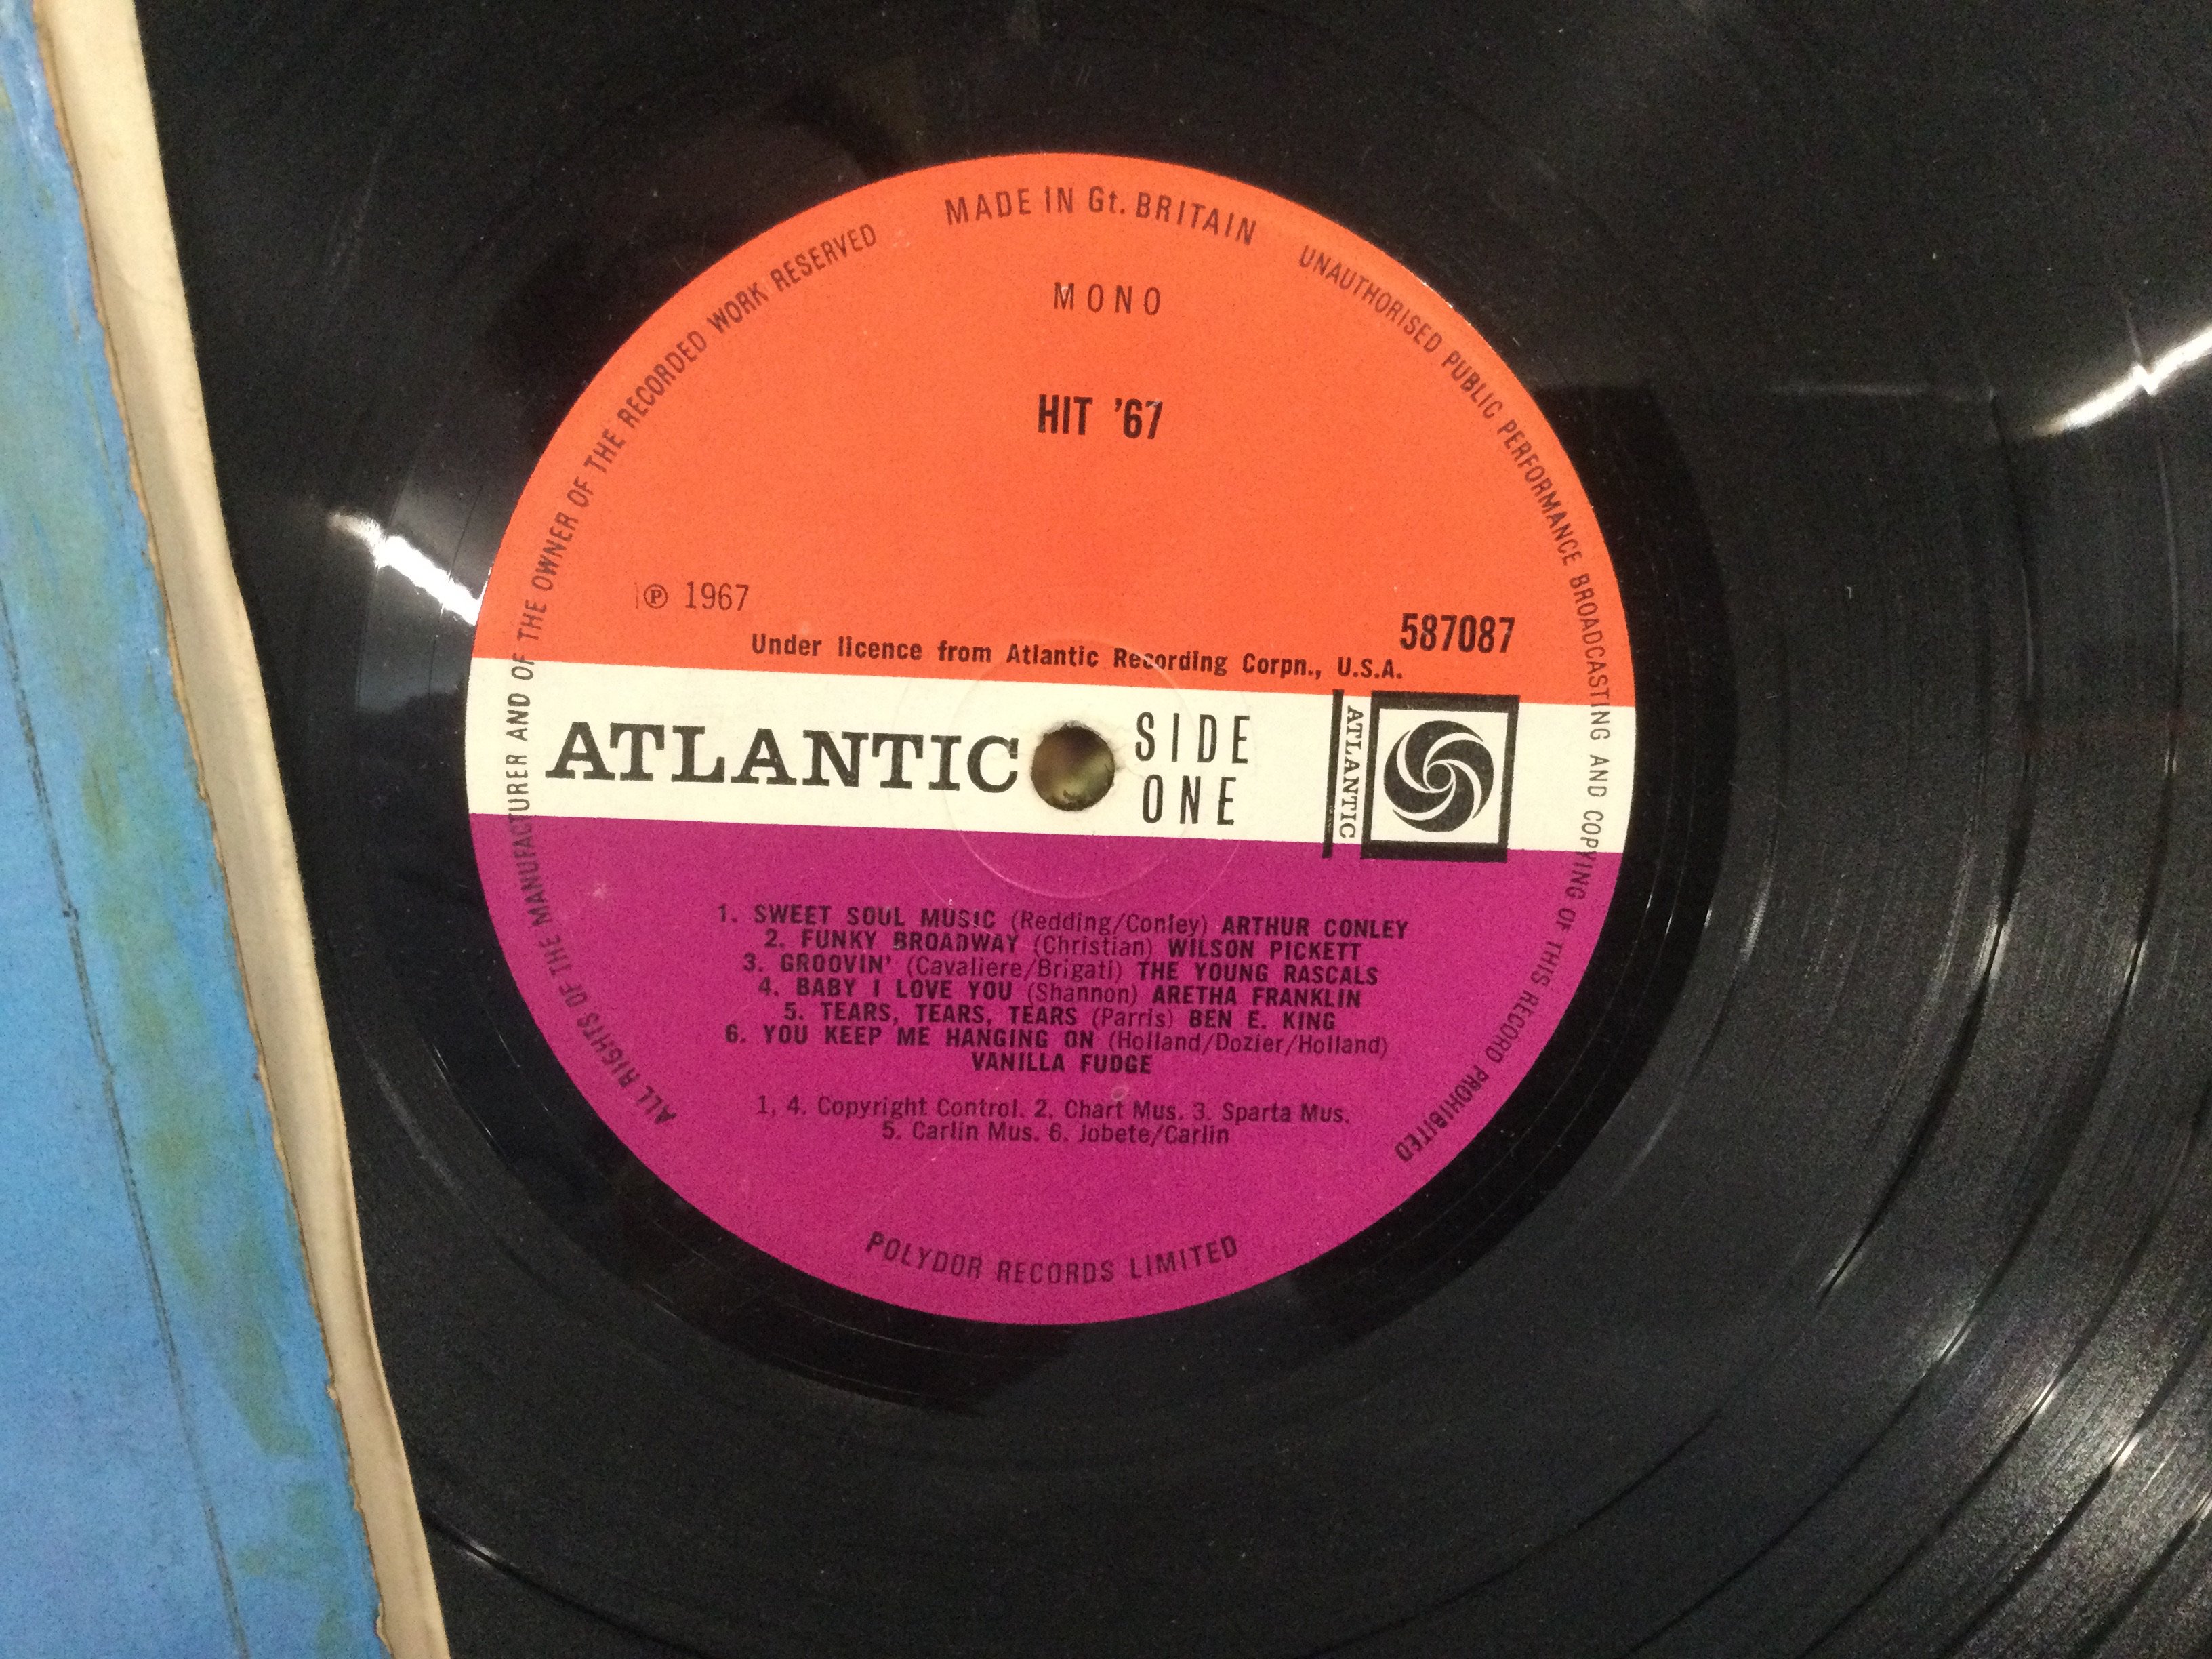 MADE IN Gt. BRITAIN
UNAUTHORISED PUBLIC PERFORMANCE BROADCASTING AND COPYING OF THIS RECORD PROHIBITED
ALL RIGHTS OF THE MANUFACTURER AND OF THE OWNER OF THE RECORDED WORK RESERVED
MONO
HIT '67
℗ 1967
587087
Under licence from Atlantic Recording Corpn., U.S.A.
ATLANTIC
SIDE
ONE
ATLANTIC
1. SWEET SOUL MUSIC (Redding/Conley) ARTHUR CONLEY
2. FUNKY BROADWAY (Christian) WILSON PICKETT
3. GROOVIN' (Cavaliere/Brigati) THE YOUNG RASCALS
4. BABY I LOVE YOU (Shannon) ARETHA FRANKLIN
5. TEARS, TEARS, TEARS (Parris) BEN E. KING
6. YOU KEEP ME HANGING ON (Holland/Dozier/Holland)
VANILLA FUDGE
1, 4. Copyright Control. 2. Chart Mus. 3. Sparta Mus.
5. Carlin Mus. 6. Jobete/Carlin
POLYDOR RECORDS LIMITED